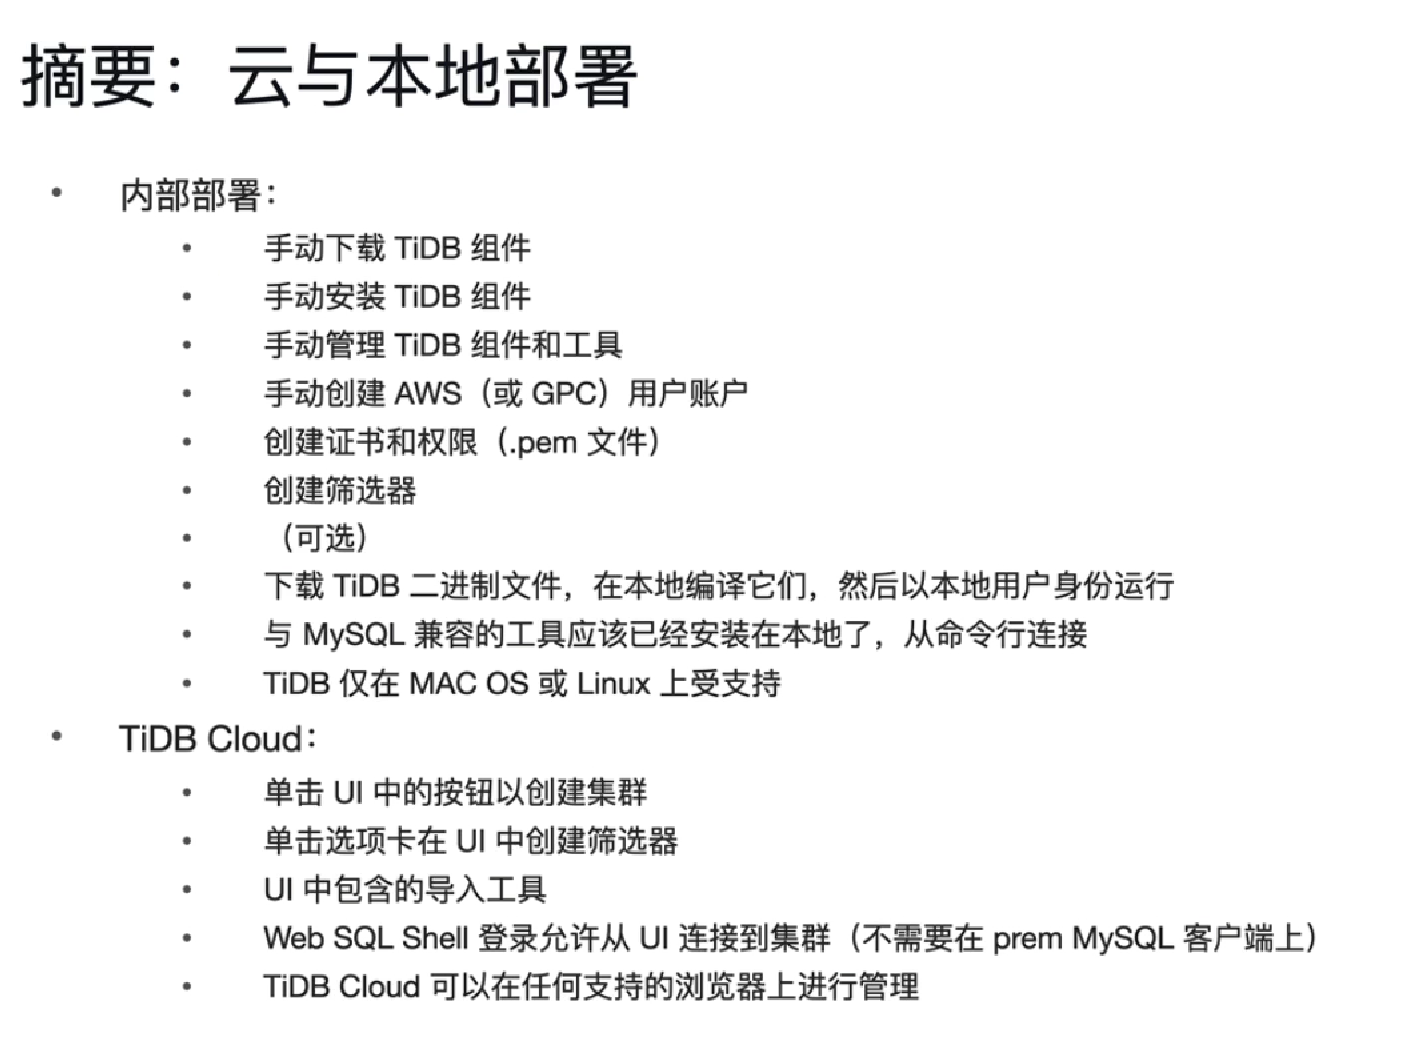 摘要：云与本地部署
• 内部部署：
• 手动下载 TiDB 组件
• 手动安装 TiDB 组件
• 手动管理 TiDB 组件和工具
• 手动创建 AWS（或 GPC）用户账户
• 创建证书和权限（.pem 文件）
• 创建筛选器
• （可选）
• 下载 TiDB 二进制文件，在本地编译它们，然后以本地用户身份运行
• 与 MySQL 兼容的工具应该已经安装在本地了，从命令行连接
• TiDB 仅在 MAC OS 或 Linux 上受支持
• TiDB Cloud：
• 单击 UI 中的按钮以创建集群
• 单击选项卡在 UI 中创建筛选器
• UI 中包含的导入工具
• Web SQL Shell 登录允许从 UI 连接到集群（不需要在 prem MySQL 客户端上）
• TiDB Cloud 可以在任何支持的浏览器上进行管理